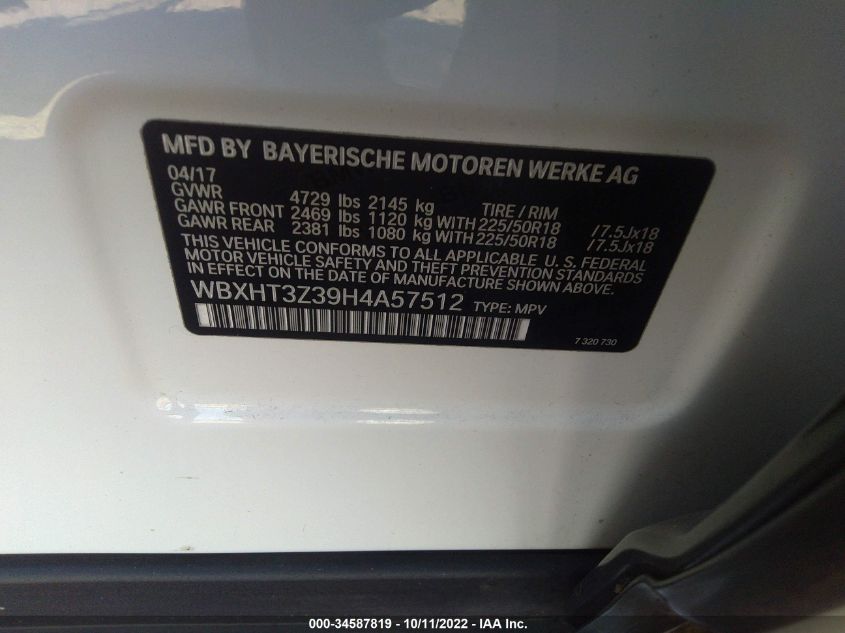 MFD BY BAYERISCHE MOTOREN WERKE AG
04/17
GVWR 4729 lbs 2145 kg TIRE / RIM
GAWR FRONT 2469 lbs 1120 kg WITH 225/50R18 /7.5Jx18
GAWR REAR 2381 lbs 1080 kg WITH 225/50R18 /7.5Jx18
THIS VEHICLE CONFORMS TO ALL APPLICABLE U. S. FEDERAL
MOTOR VEHICLE SAFETY AND THEFT PREVENTION STANDARDS
IN EFFECT ON THE DATE OF MANUFACTURE SHOWN ABOVE.
WBXHT3Z39H4A57512 TYPE: MPV
7 320 730
000-34587819 - 10/11/2022 - IAA Inc.